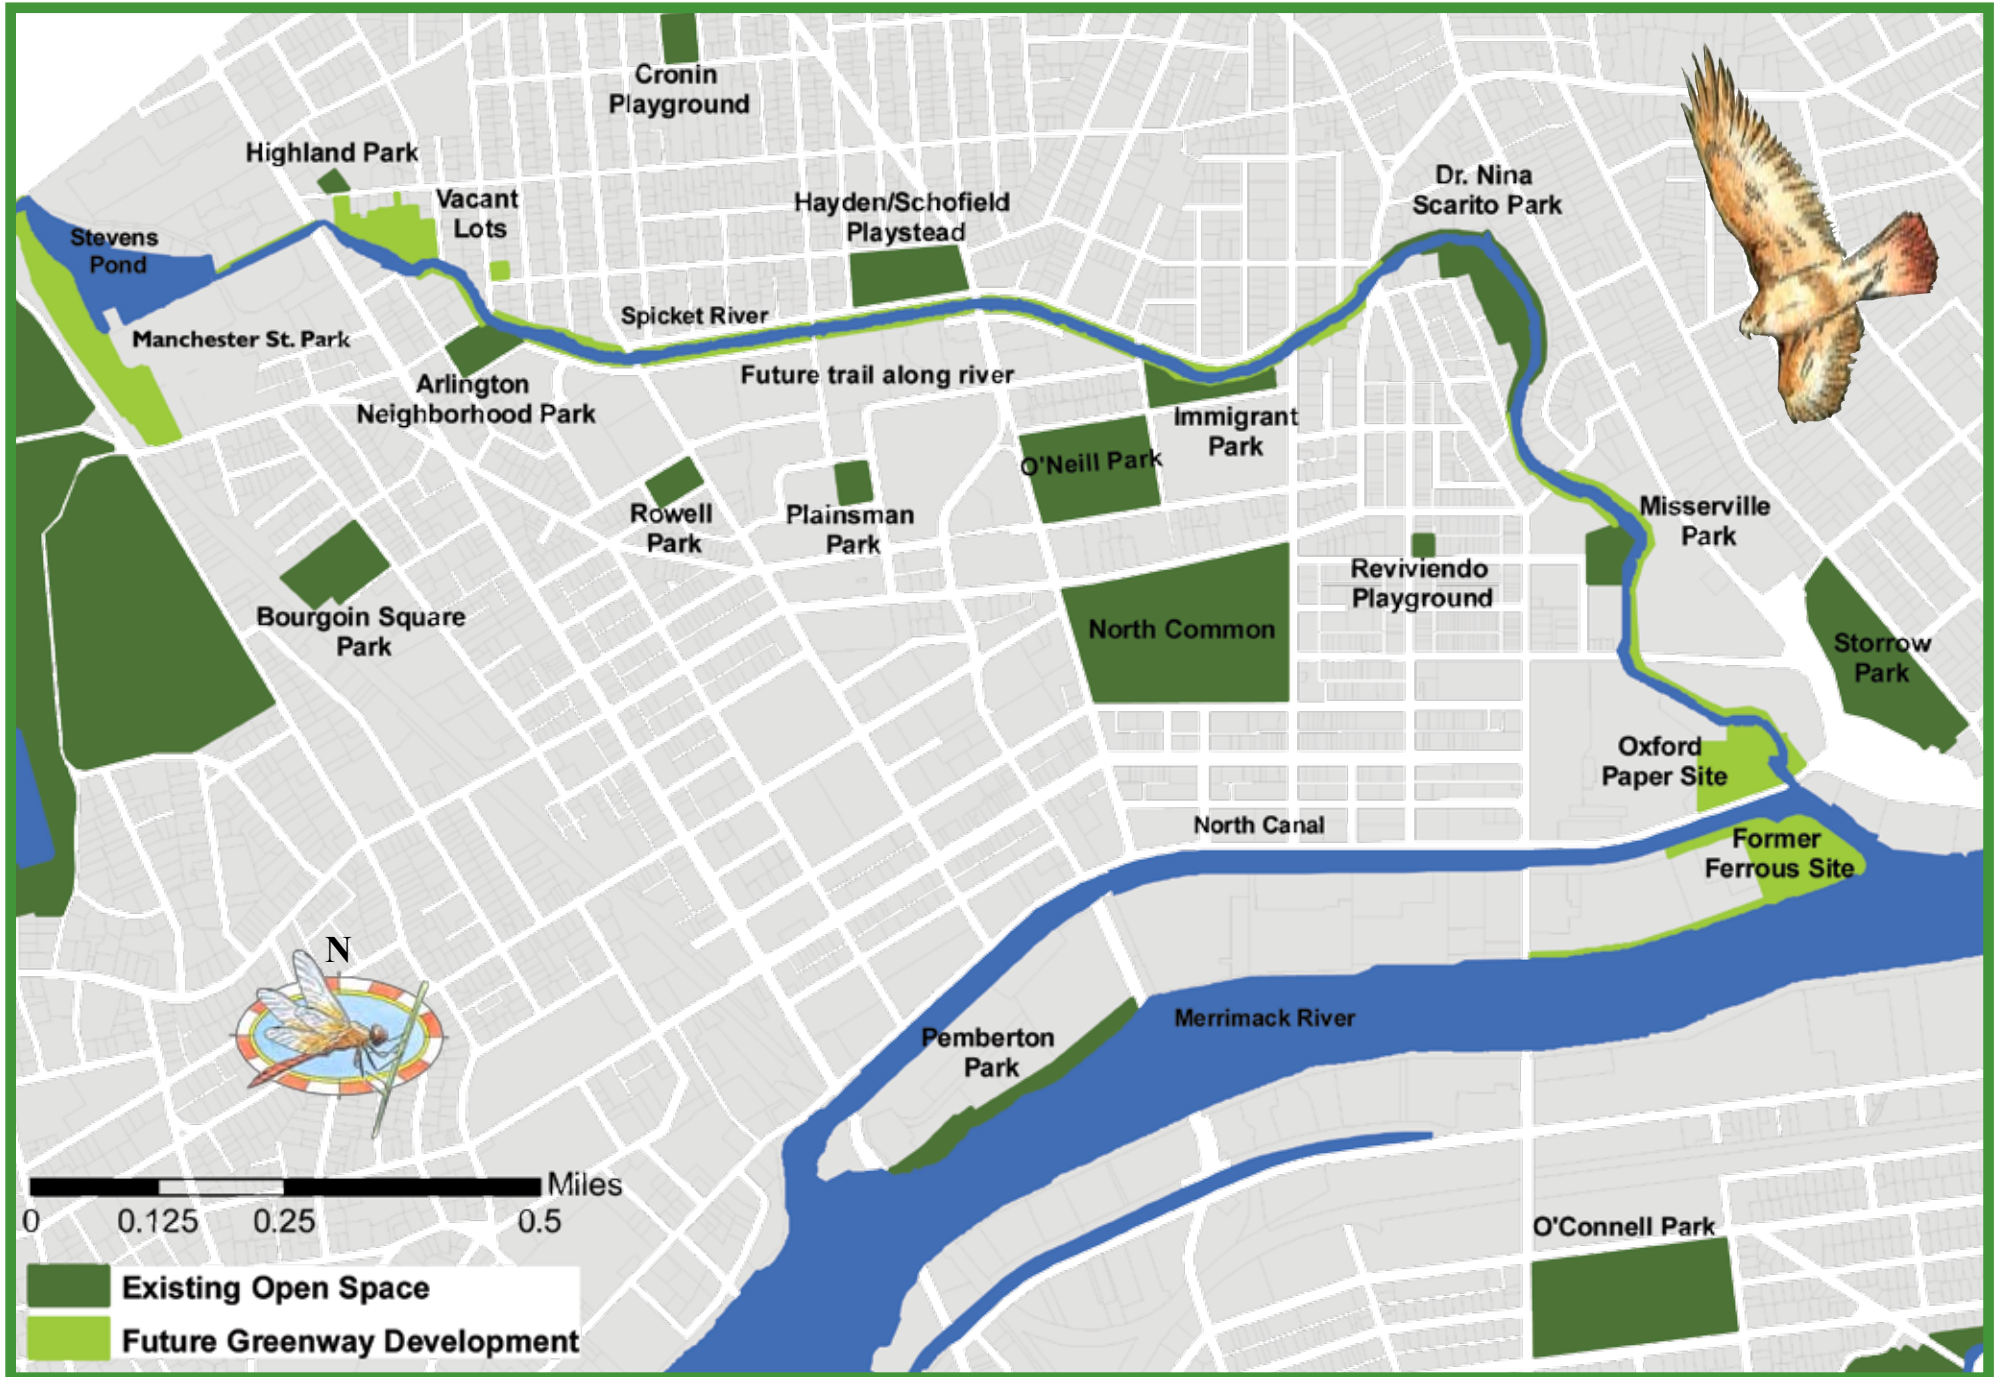 Cronin
Playground
Highland Park
Vacant
Lots
Dr. Nina
Scarito Park
Hayden/Schofield
Playstead
Stevens
Pond
Spicket River
Manchester St. Park
Future trail along river
Arlington
Neighborhood Park
Immigrant
Park
O'Neill Park
Rowell
Park
Plainsman
Park
Misserville
Park
Reviviendo
Playground
Bourgoin Square
Park
North Common
Storrow
Park
Oxford
Paper Site
North Canal
Former
Ferrous Site
N
Merrimack River
Pemberton
Park
Miles
0 0.125 0.25 0.5
O'Connell Park
Existing Open Space
Future Greenway Development